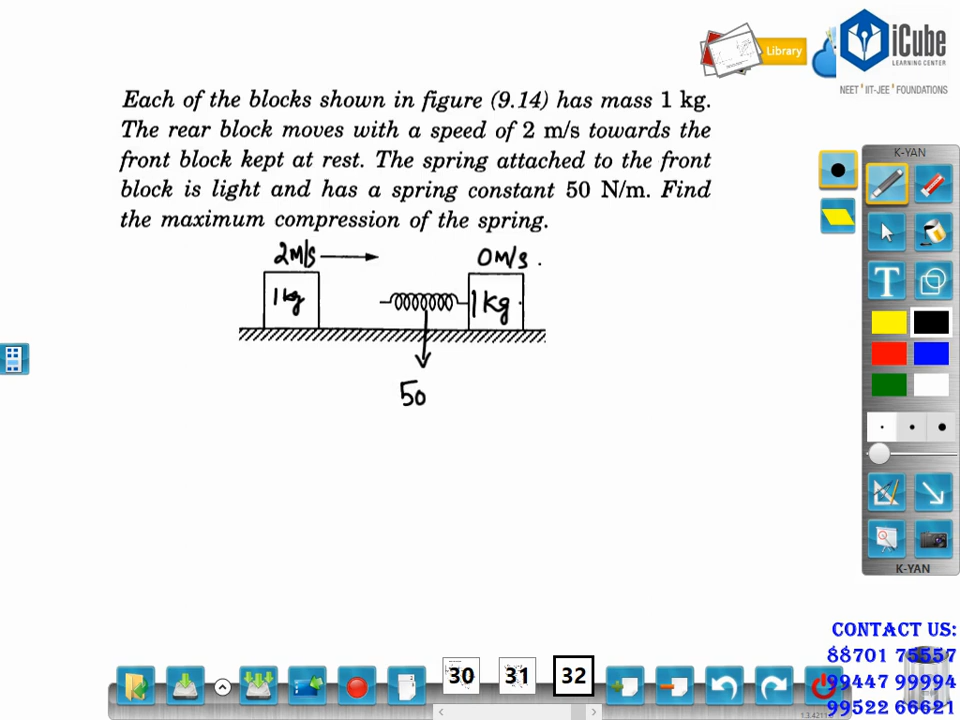 Library
iCube
LEARNING CENTER
NEET ' IIT-JEE ' FOUNDATIONS
Each of the blocks shown in figure (9.14) has mass 1 kg.
The rear block moves with a speed of 2 m/s towards the
front block kept at rest. The spring attached to the front
block is light and has a spring constant 50 N/m. Find
the maximum compression of the spring.
2M/s
0M/s.
1kg
1kg.
50
K-YAN
T
K-YAN
CONTACT US:
88701 75557
99447 99994
99522 66621
30 31 32